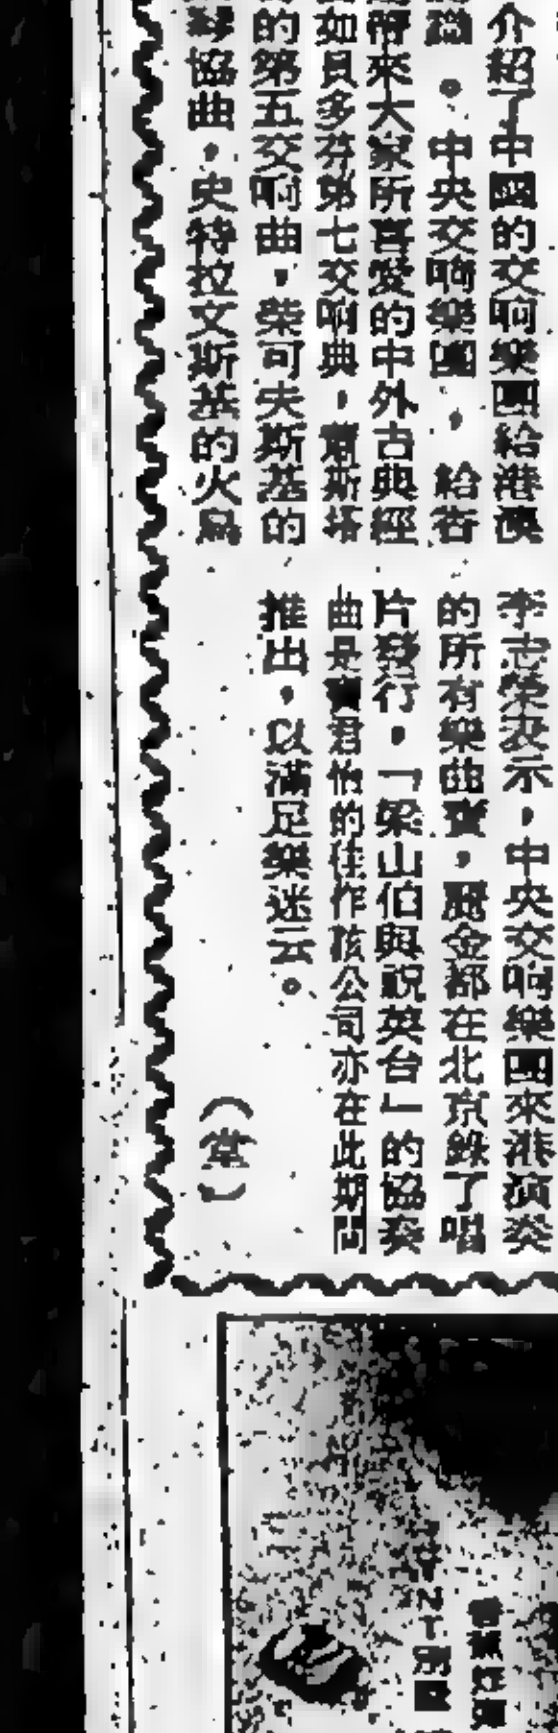 介紹了中國的交响樂團給港澳
。中央交响樂團，給香
帶來大家所喜愛的中外古典經
如貝多芬第七交响典，蕭斯塔
的第五交响曲，柴可夫斯基的
琴協曲，史特拉文斯基的火鳥
李志榮表示，中央交响樂團來港演奏
的所有樂曲寶，金都在北京錄了唱
片發行，「梁山伯與祝英台」的協奏
曲是寶君怡的佳作該公司亦在此期間
推出，以滿足樂迷云。
（堂）
NT.別